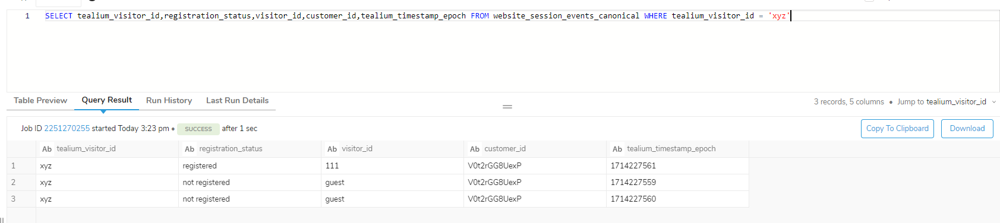 1 SELECT tealium_visitor_id,registration_status,visitor_id,customer_id,tealium_timestamp_epoch FROM website_session_events_canonical WHERE tealium_visitor_id = 'xyz'
Table Preview Query Result Run History Last Run Details 3 records, 5 columns • Jump to tealium_visitor_id
Job ID 2251270255 started Today 3:23 pm • SUCCESS after 1 sec Copy To Clipboard Download
Ab tealium_visitor_id Ab registration_status Ab visitor_id Ab customer_id Ab tealium_timestamp_epoch
1 xyz registered 111 V0t2rGG8UexP 1714227561
2 xyz not registered guest V0t2rGG8UexP 1714227559
3 xyz not registered guest V0t2rGG8UexP 1714227560